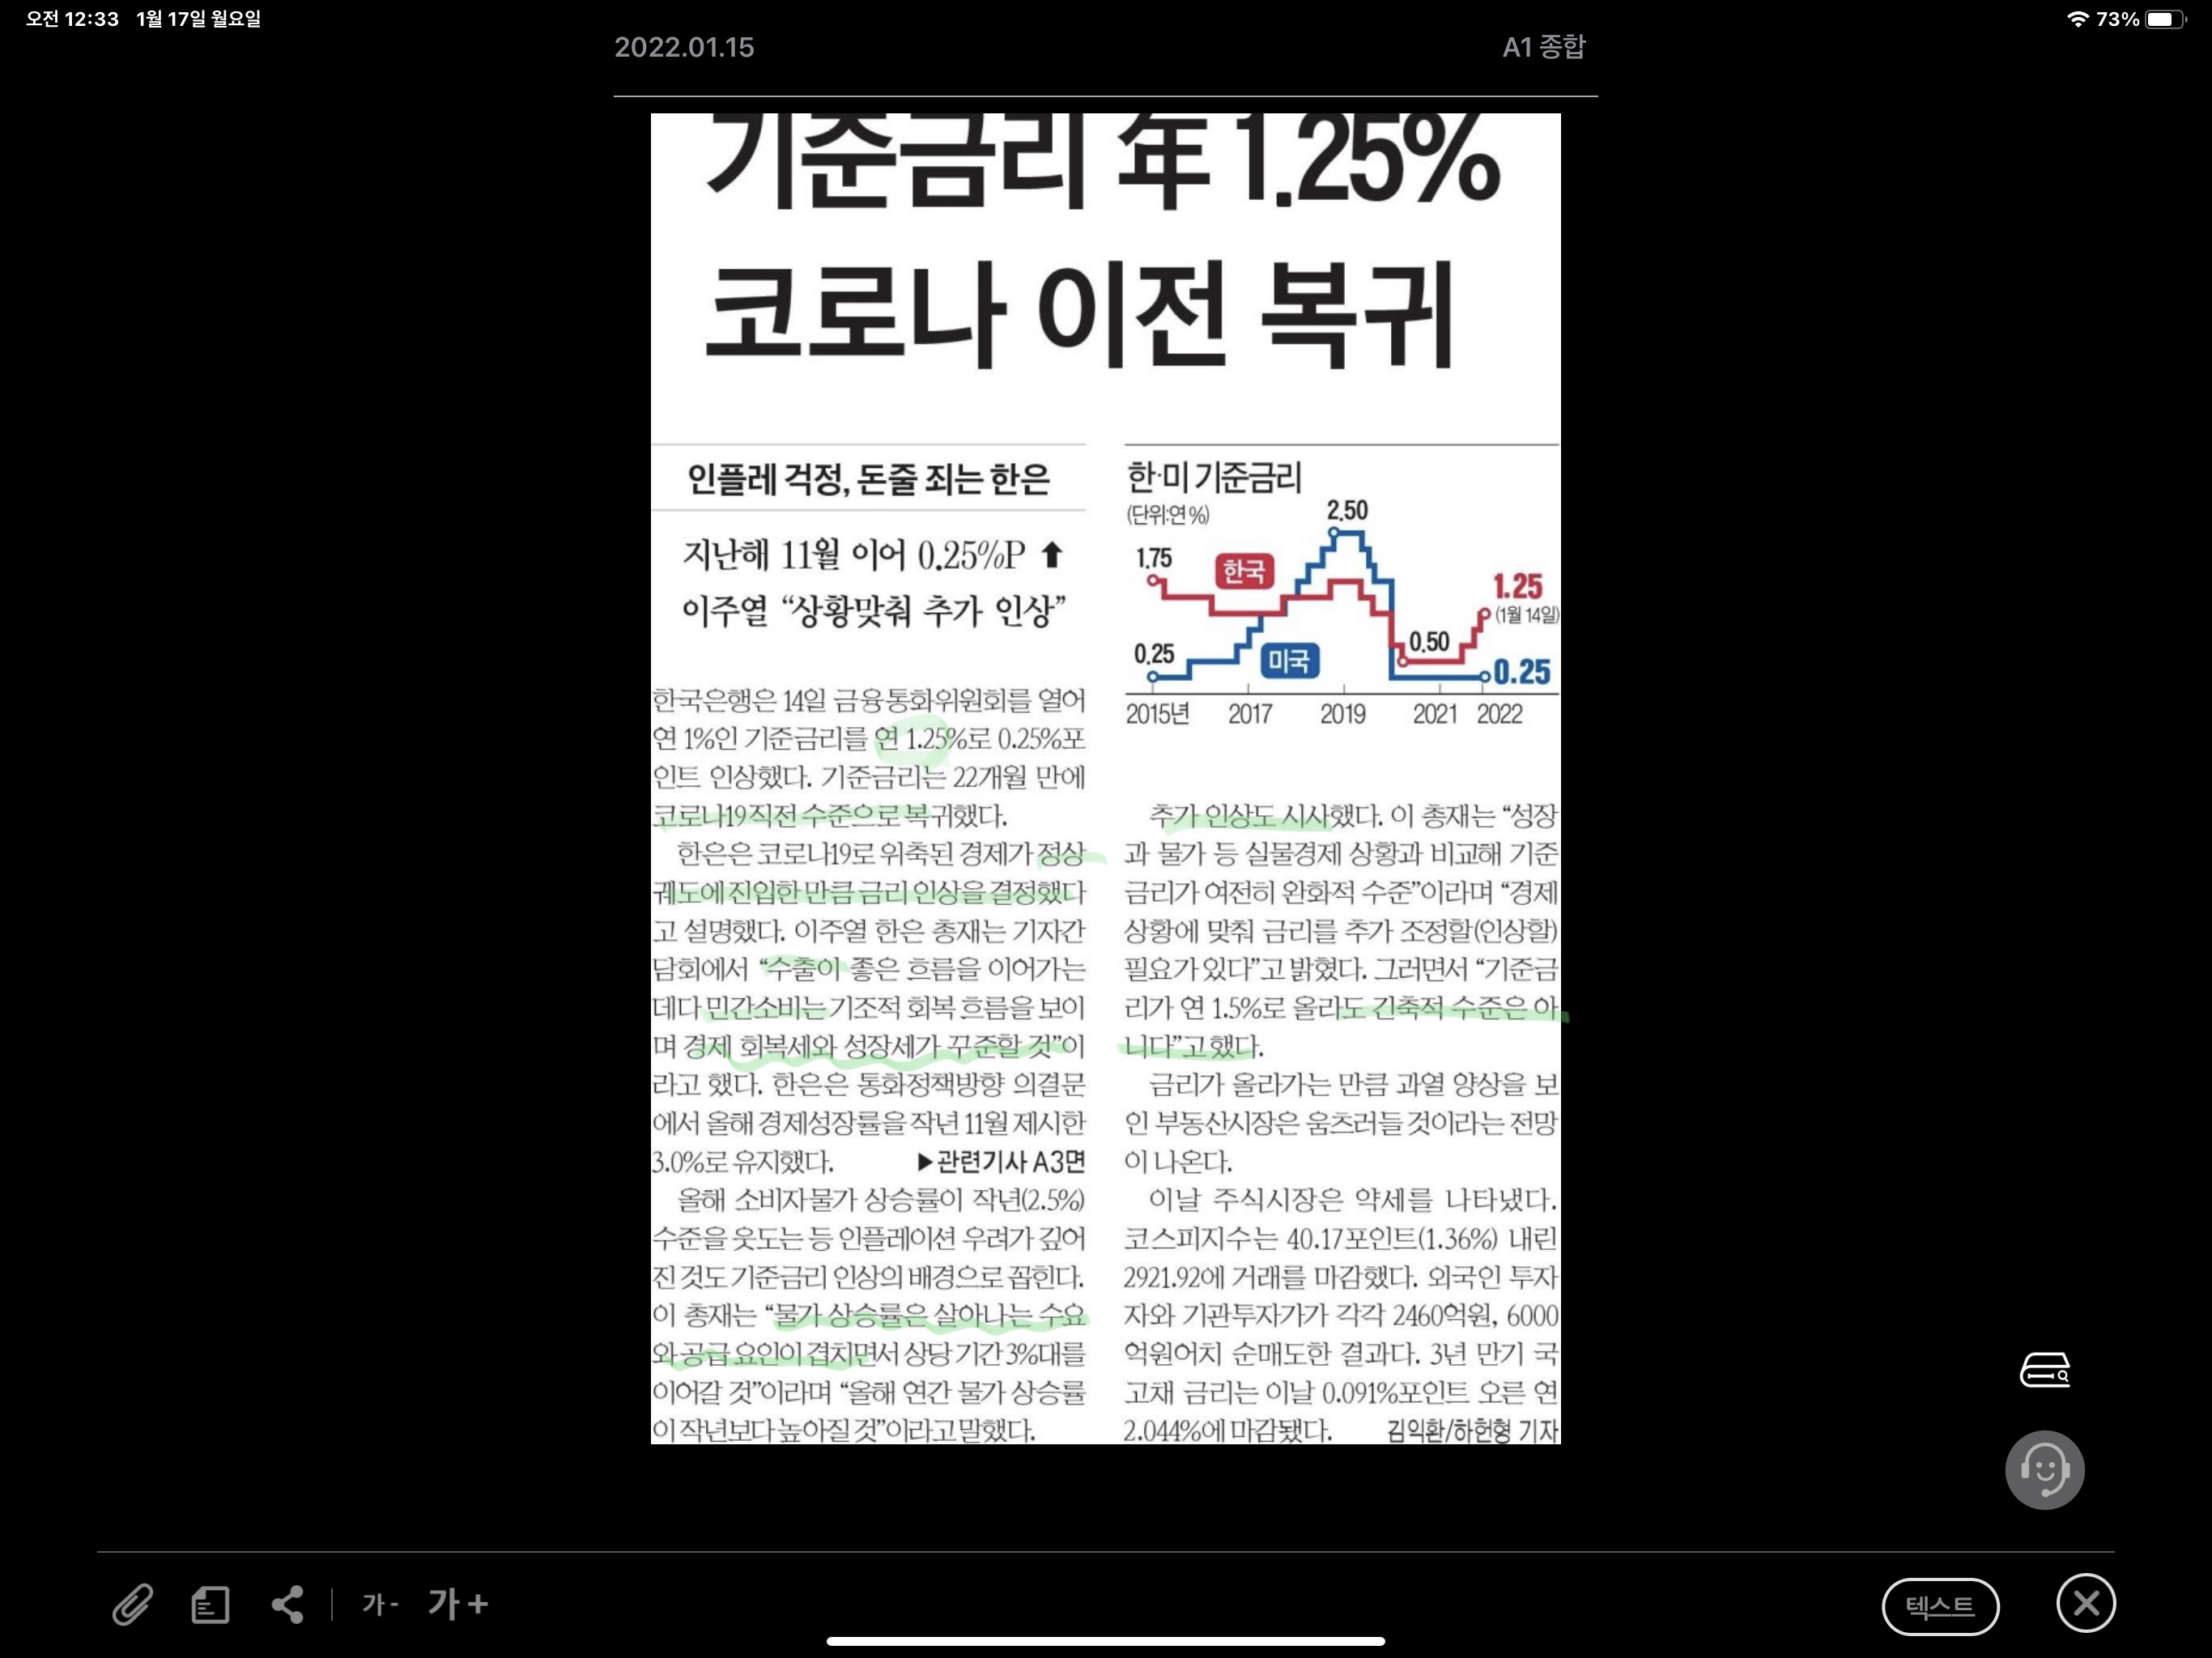 오전 12:33 1월 17일 월요일
73%
2022.01.15
A1 종합
기준금리 年 1.25%
코로나 이전 복귀
인플레 걱정, 돈줄 죄는 한은
지난해 11월 이어 0.25%P ⬆
이주열 “상황맞춰 추가 인상”
한국은행은 14일 금융통화위원회를 열어
연 1%인 기준금리를 연 1.25%로 0.25%포
인트 인상했다. 기준금리는 22개월 만에
코로나19 직전 수준으로 복귀했다.
한은은 코로나19로 위축된 경제가 정상
궤도에 진입한 만큼 금리 인상을 결정했다
고 설명했다. 이주열 한은 총재는 기자간
담회에서 “수출이 좋은 흐름을 이어가는
데다 민간소비는 기조적 회복 흐름을 보이
며 경제 회복세와 성장세가 꾸준할 것”이
라고 했다. 한은은 통화정책방향 의결문
에서 올해 경제성장률을 작년 11월 제시한
3.0%로 유지했다. ▶관련기사 A3면
올해 소비자물가 상승률이 작년(2.5%)
수준을 웃도는 등 인플레이션 우려가 깊어
진 것도 기준금리 인상의 배경으로 꼽힌다.
이 총재는 “물가 상승률은 살아나는 수요
와 공급 요인이 겹치면서 상당 기간 3%대를
이어갈 것”이라며 “올해 연간 물가 상승률
이 작년보다 높아질 것”이라고 말했다.
한·미 기준금리
(단위:연 %)
2.50
1.75
한국
1.25
(1월 14일)
0.50
0.25
미국
0.25
2015년 2017 2019 2021 2022
추가 인상도 시사했다. 이 총재는 “성장
과 물가 등 실물경제 상황과 비교해 기준
금리가 여전히 완화적 수준”이라며 “경제
상황에 맞춰 금리를 추가 조정할(인상할)
필요가 있다”고 밝혔다. 그러면서 “기준금
리가 연 1.5%로 올라도 긴축적 수준은 아
니다”고 했다.
금리가 올라가는 만큼 과열 양상을 보
인 부동산시장은 움츠러들 것이라는 전망
이 나온다.
이날 주식시장은 약세를 나타냈다.
코스피지수는 40.17포인트(1.36%) 내린
2921.92에 거래를 마감했다. 외국인 투자
자와 기관투자가가 각각 2460억원, 6000
억원어치 순매도한 결과다. 3년 만기 국
고채 금리는 이날 0.091%포인트 오른 연
2.044%에 마감됐다. 김익환/하헌형 기자
가 - 가 +
텍스트